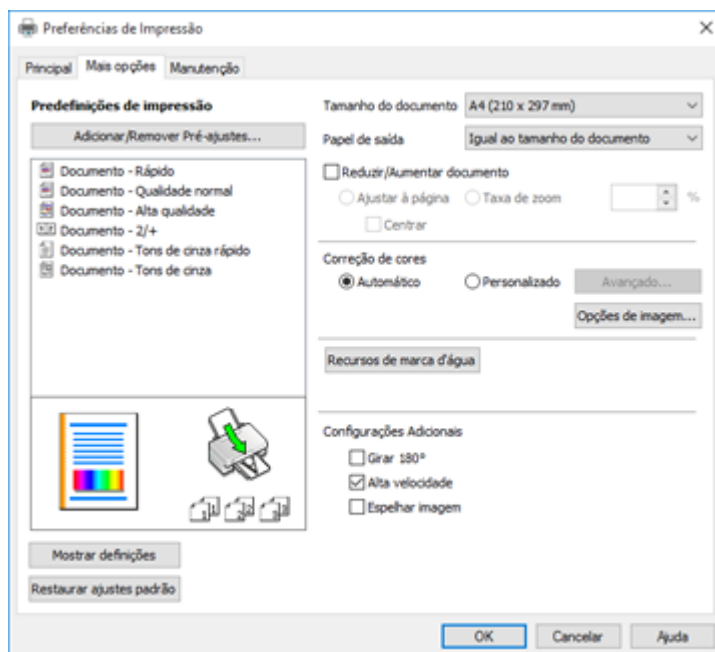 Preferências de Impressão
Principal
Mais opções
Manutenção
Predefinições de impressão
Adicionar/Remover Pré-ajustes...
Documento - Rápido
Documento - Qualidade normal
Documento - Alta qualidade
Documento - 2/+
Documento - Tons de cinza rápido
Documento - Tons de cinza
Mostrar definições
Restaurar ajustes padrão
Tamanho do documento A4 (210 x 297 mm)
Papel de saída Igual ao tamanho do documento
Reduzir/Aumentar documento
Ajustar à página Taxa de zoom %
Centrar
Correção de cores
Automático Personalizado Avançado...
Opções de imagem...
Recursos de marca d'água
Configurações Adicionais
Girar 180°
Alta velocidade
Espelhar imagem
OK Cancelar Ajuda